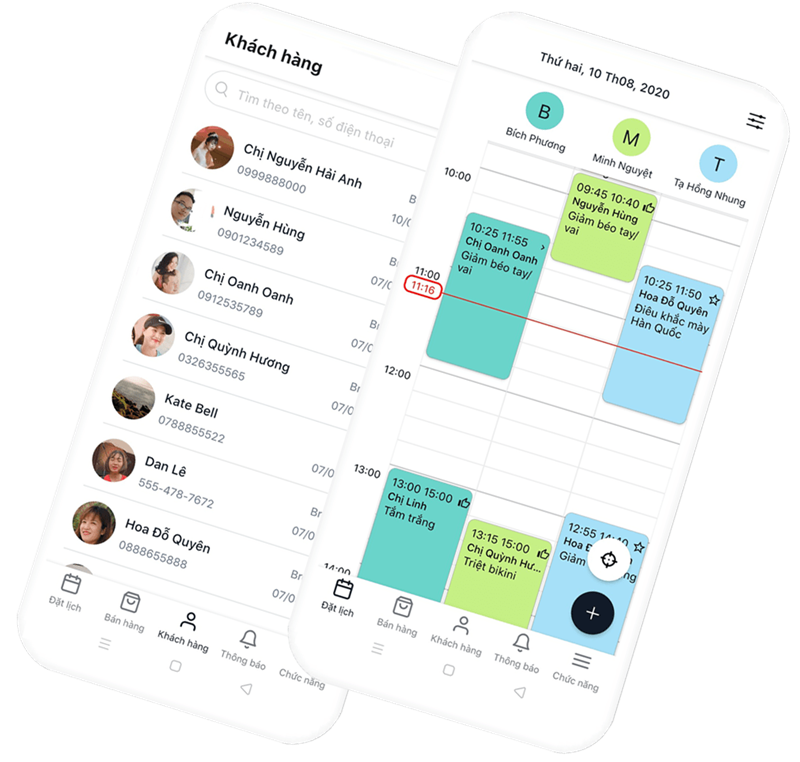 Khách hàng
Tìm theo tên, số điện thoại
Chị Nguyễn Hải Anh
0999888000
B
10/0
Nguyễn Hùng
0901234589
Br
07/0
Chị Oanh Oanh
0912535789
Bo
07/0
Chị Quỳnh Hương
0326355565
Br
07/0
Kate Bell
0788855522
07/0
Dan Lê
555-478-7672
Br
07/0
Hoa Đỗ Quyên
0888655888
Br
07/0
Đặt lịch
Bán hàng
Khách hàng
Thông báo
Chức năng
Thứ hai, 10 Th08, 2020
B
M
T
Bích Phương
Minh Nguyệt
Tạ Hồng Nhung
10:00
11:00
11:16
12:00
13:00
14:00
09:45 10:40
Nguyễn Hùng
Giảm béo tay/
vai
10:25 11:55
Chị Oanh Oanh
Giảm béo tay/
vai
10:25 11:50
Hoa Đỗ Quyên
Điêu khắc mày
Hàn Quốc
13:00 15:00
Chị Linh
Tắm trắng
13:15 15:00
Chị Quỳnh Hư...
Triệt bikini
12:55
Hoa
Giảm
Đặt lịch
Bán hàng
Khách hàng
Thông báo
Chức năng